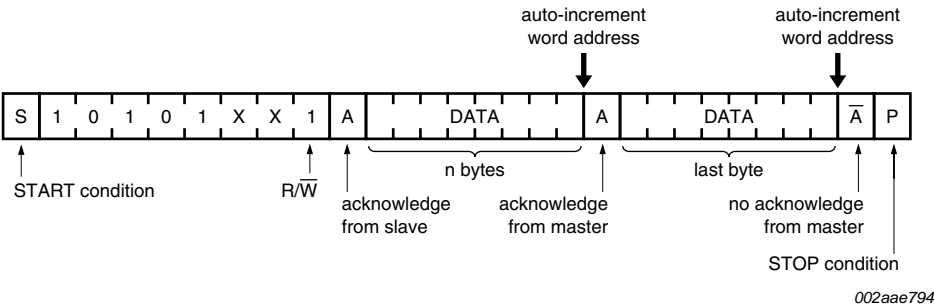 auto-increment
word address
auto-increment
word address
S 1 0 1 0 1 X X 1 A DATA A DATA A̅ P
n bytes
last byte
START condition
R/W̅
acknowledge
from slave
acknowledge
from master
no acknowledge
from master
STOP condition
002aae794